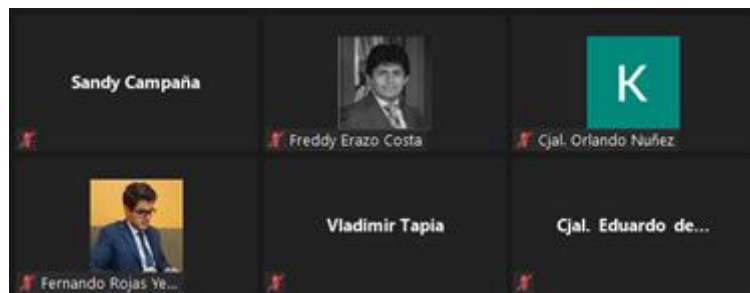 Sandy Campaña
Freddy Erazo Costa
K
Cjal. Orlando Nuñez
Fernando Rojas Ye...
Vladimir Tapia
Cjal. Eduardo de...